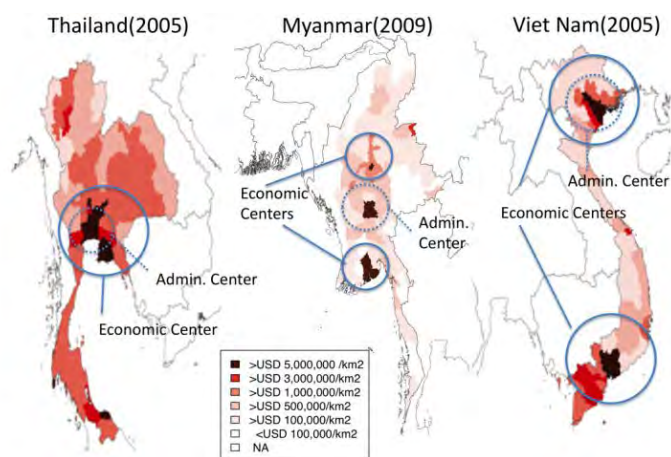 Thailand(2005)
Myanmar(2009)
Viet Nam(2005)
Admin. Center
Economic Center
Economic
Centers
Admin.
Center
Admin. Center
Economic Centers
>USD 5,000,000 /km2
>USD 3,000,000/km2
>USD 1,000,000/km2
>USD 500,000/km2
>USD 100,000/km2
<USD 100,000/km2
NA